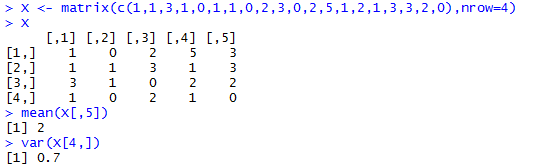 > X <- matrix(c(1,1,3,1,0,1,1,0,2,3,0,2,5,1,2,1,3,3,2,0),nrow=4)
> X
     [,1] [,2] [,3] [,4] [,5]
[1,]    1    0    2    5    3
[2,]    1    1    3    1    3
[3,]    3    1    0    2    2
[4,]    1    0    2    1    0
> mean(X[,5])
[1] 2
> var(X[4,])
[1] 0.7